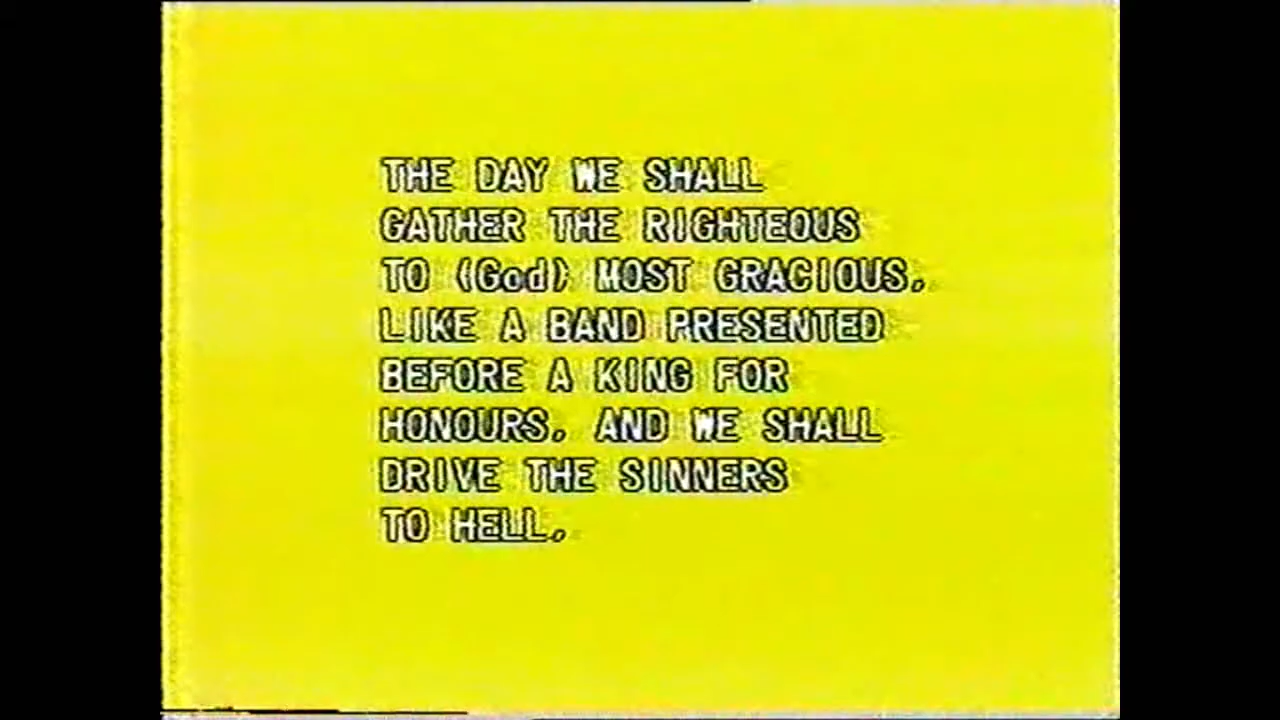 THE DAY WE SHALL
GATHER THE RIGHTEOUS
TO (God) MOST GRACIOUS,
LIKE A BAND PRESENTED
BEFORE A KING FOR
HONOURS, AND WE SHALL
DRIVE THE SINNERS
TO HELL,